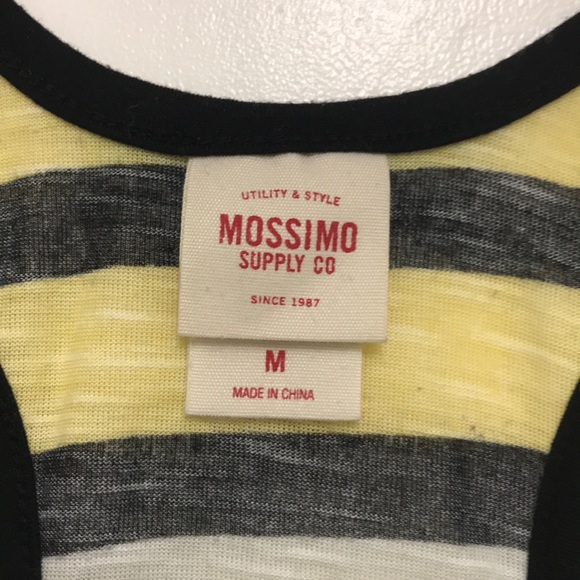 UTILITY & STYLE
MOSSIMO
SUPPLY CO
SINCE 1987
M
MADE IN CHINA